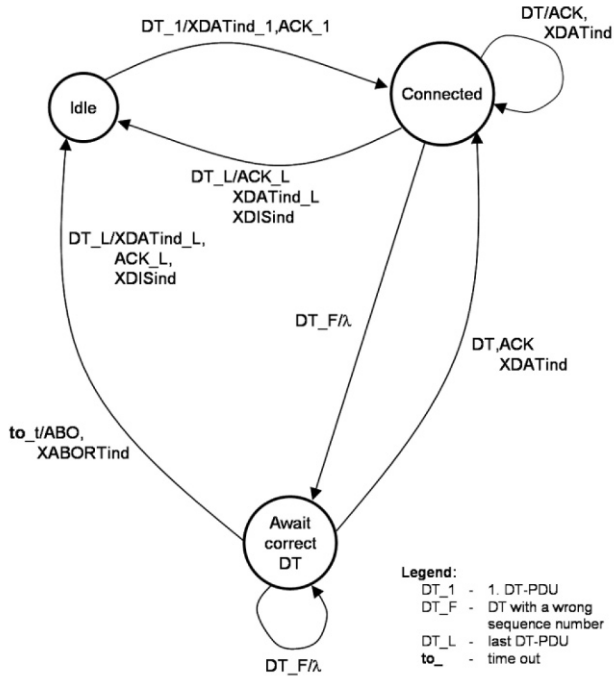 DT_1/XDATind_1,ACK_1
DT/ACK,
XDATind
Idle
Connected
DT_L/ACK_L
XDATind_L
XDISind
DT_L/XDATind_L,
ACK_L,
XDISind
DT_F/λ
DT,ACK
XDATind
to_t/ABO,
XABORTind
Await
correct
DT
DT_F/λ
Legend:
DT_1 - 1. DT-PDU
DT_F - DT with a wrong
sequence number
DT_L - last DT-PDU
to_ - time out